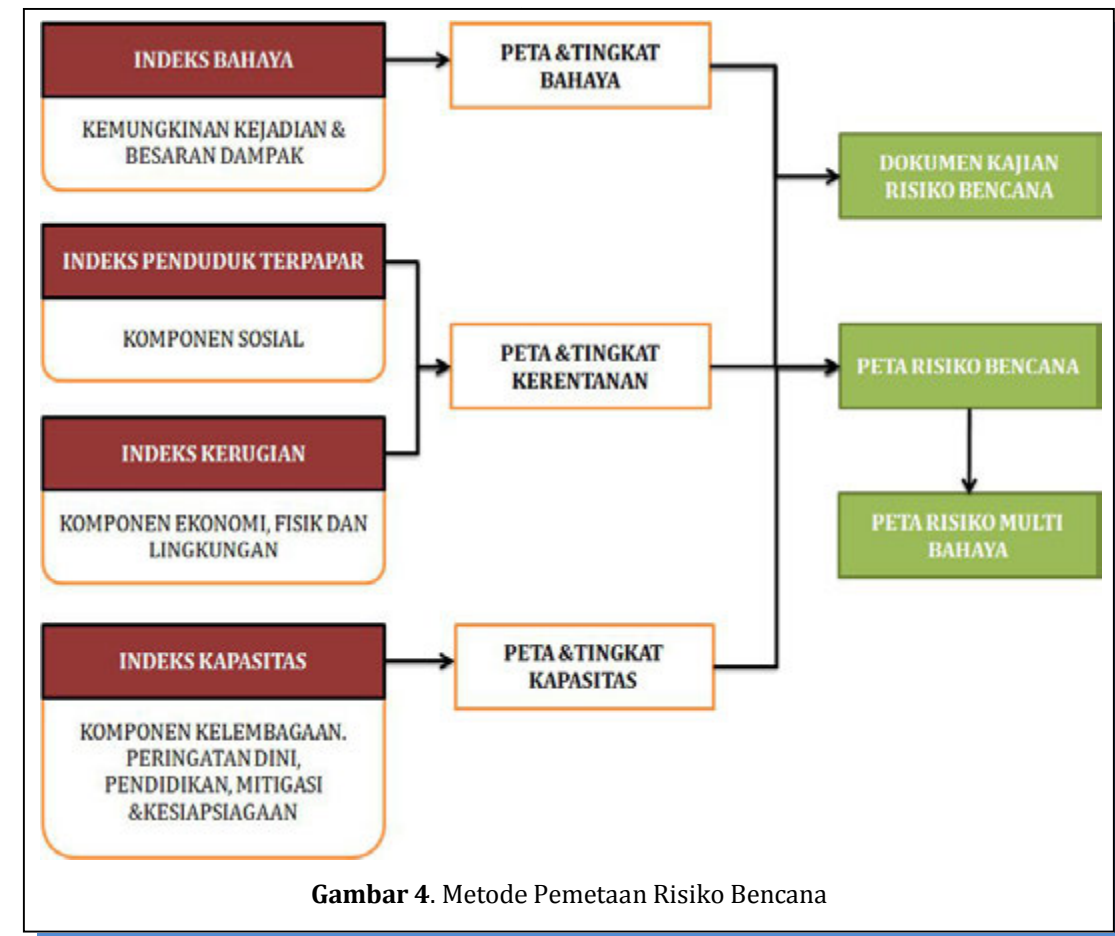 INDEKS BAHAYA
KEMUNGKINAN KEJADIAN &
BESARAN DAMPAK
PETA &TINGKAT
BAHAYA
DOKUMEN KAJIAN
RISIKO BENCANA
INDEKS PENDUDUK TERPAPAR
KOMPONEN SOSIAL
PETA &TINGKAT
KERENTANAN
PETA RISIKO BENCANA
INDEKS KERUGIAN
KOMPONEN EKONOMI, FISIK DAN
LINGKUNGAN
PETA RISIKO MULTI
BAHAYA
INDEKS KAPASITAS
KOMPONEN KELEMBAGAAN.
PERINGATAN DINI,
PENDIDIKAN, MITIGASI
&KESIAPSIAGAAN
PETA &TINGKAT
KAPASITAS
Gambar 4. Metode Pemetaan Risiko Bencana